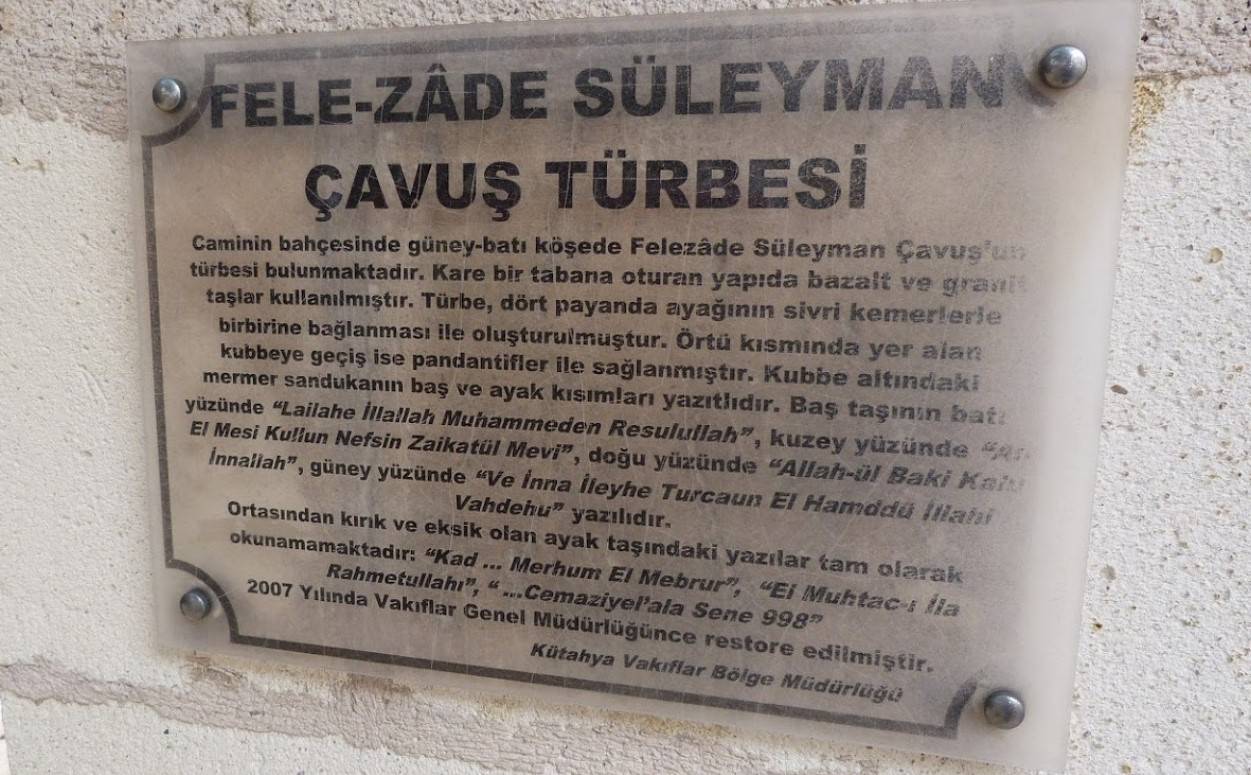 FELE-ZÂDE SÜLEYMAN
ÇAVUŞ TÜRBESİ
Caminin bahçesinde güney-batı köşede Felezâde Süleyman Çavuş'un
türbesi bulunmaktadır. Kare bir tabana oturan yapıda bazalt ve granit
taşlar kullanılmıştır. Türbe, dört payanda ayağının sivri kemerlerle
birbirine bağlanması ile oluşturulmuştur. Örtü kısmında yer alan
kubbeye geçiş ise pandantifler ile sağlanmıştır. Kubbe altındaki
mermer sandukanın baş ve ayak kısımları yazıtlıdır. Baş taşının batı
yüzünde "Lailahe İllallah Muhammeden Resulullah", kuzey yüzünde
El Mesi Kullun Nefsin Zaikatül Mevi", doğu yüzünde "Allah-ül Baki Kalu
İnnallah", güney yüzünde "Ve İnna İleyhe Turcaun El Hamddü İllahi
Vahdehu" yazılıdır.
Ortasından kırık ve eksik olan ayak taşındaki yazılar tam olarak
okunamamaktadır: "Kad ... Merhum El Mebrur", "El Muhtac-ı İla
Rahmetullahı", " ...Cemaziyel'ala Sene 998"
2007 Yılında Vakıflar Genel Müdürlüğünce restore edilmiştir.
Kütahya Vakıflar Bölge Müdürlüğü